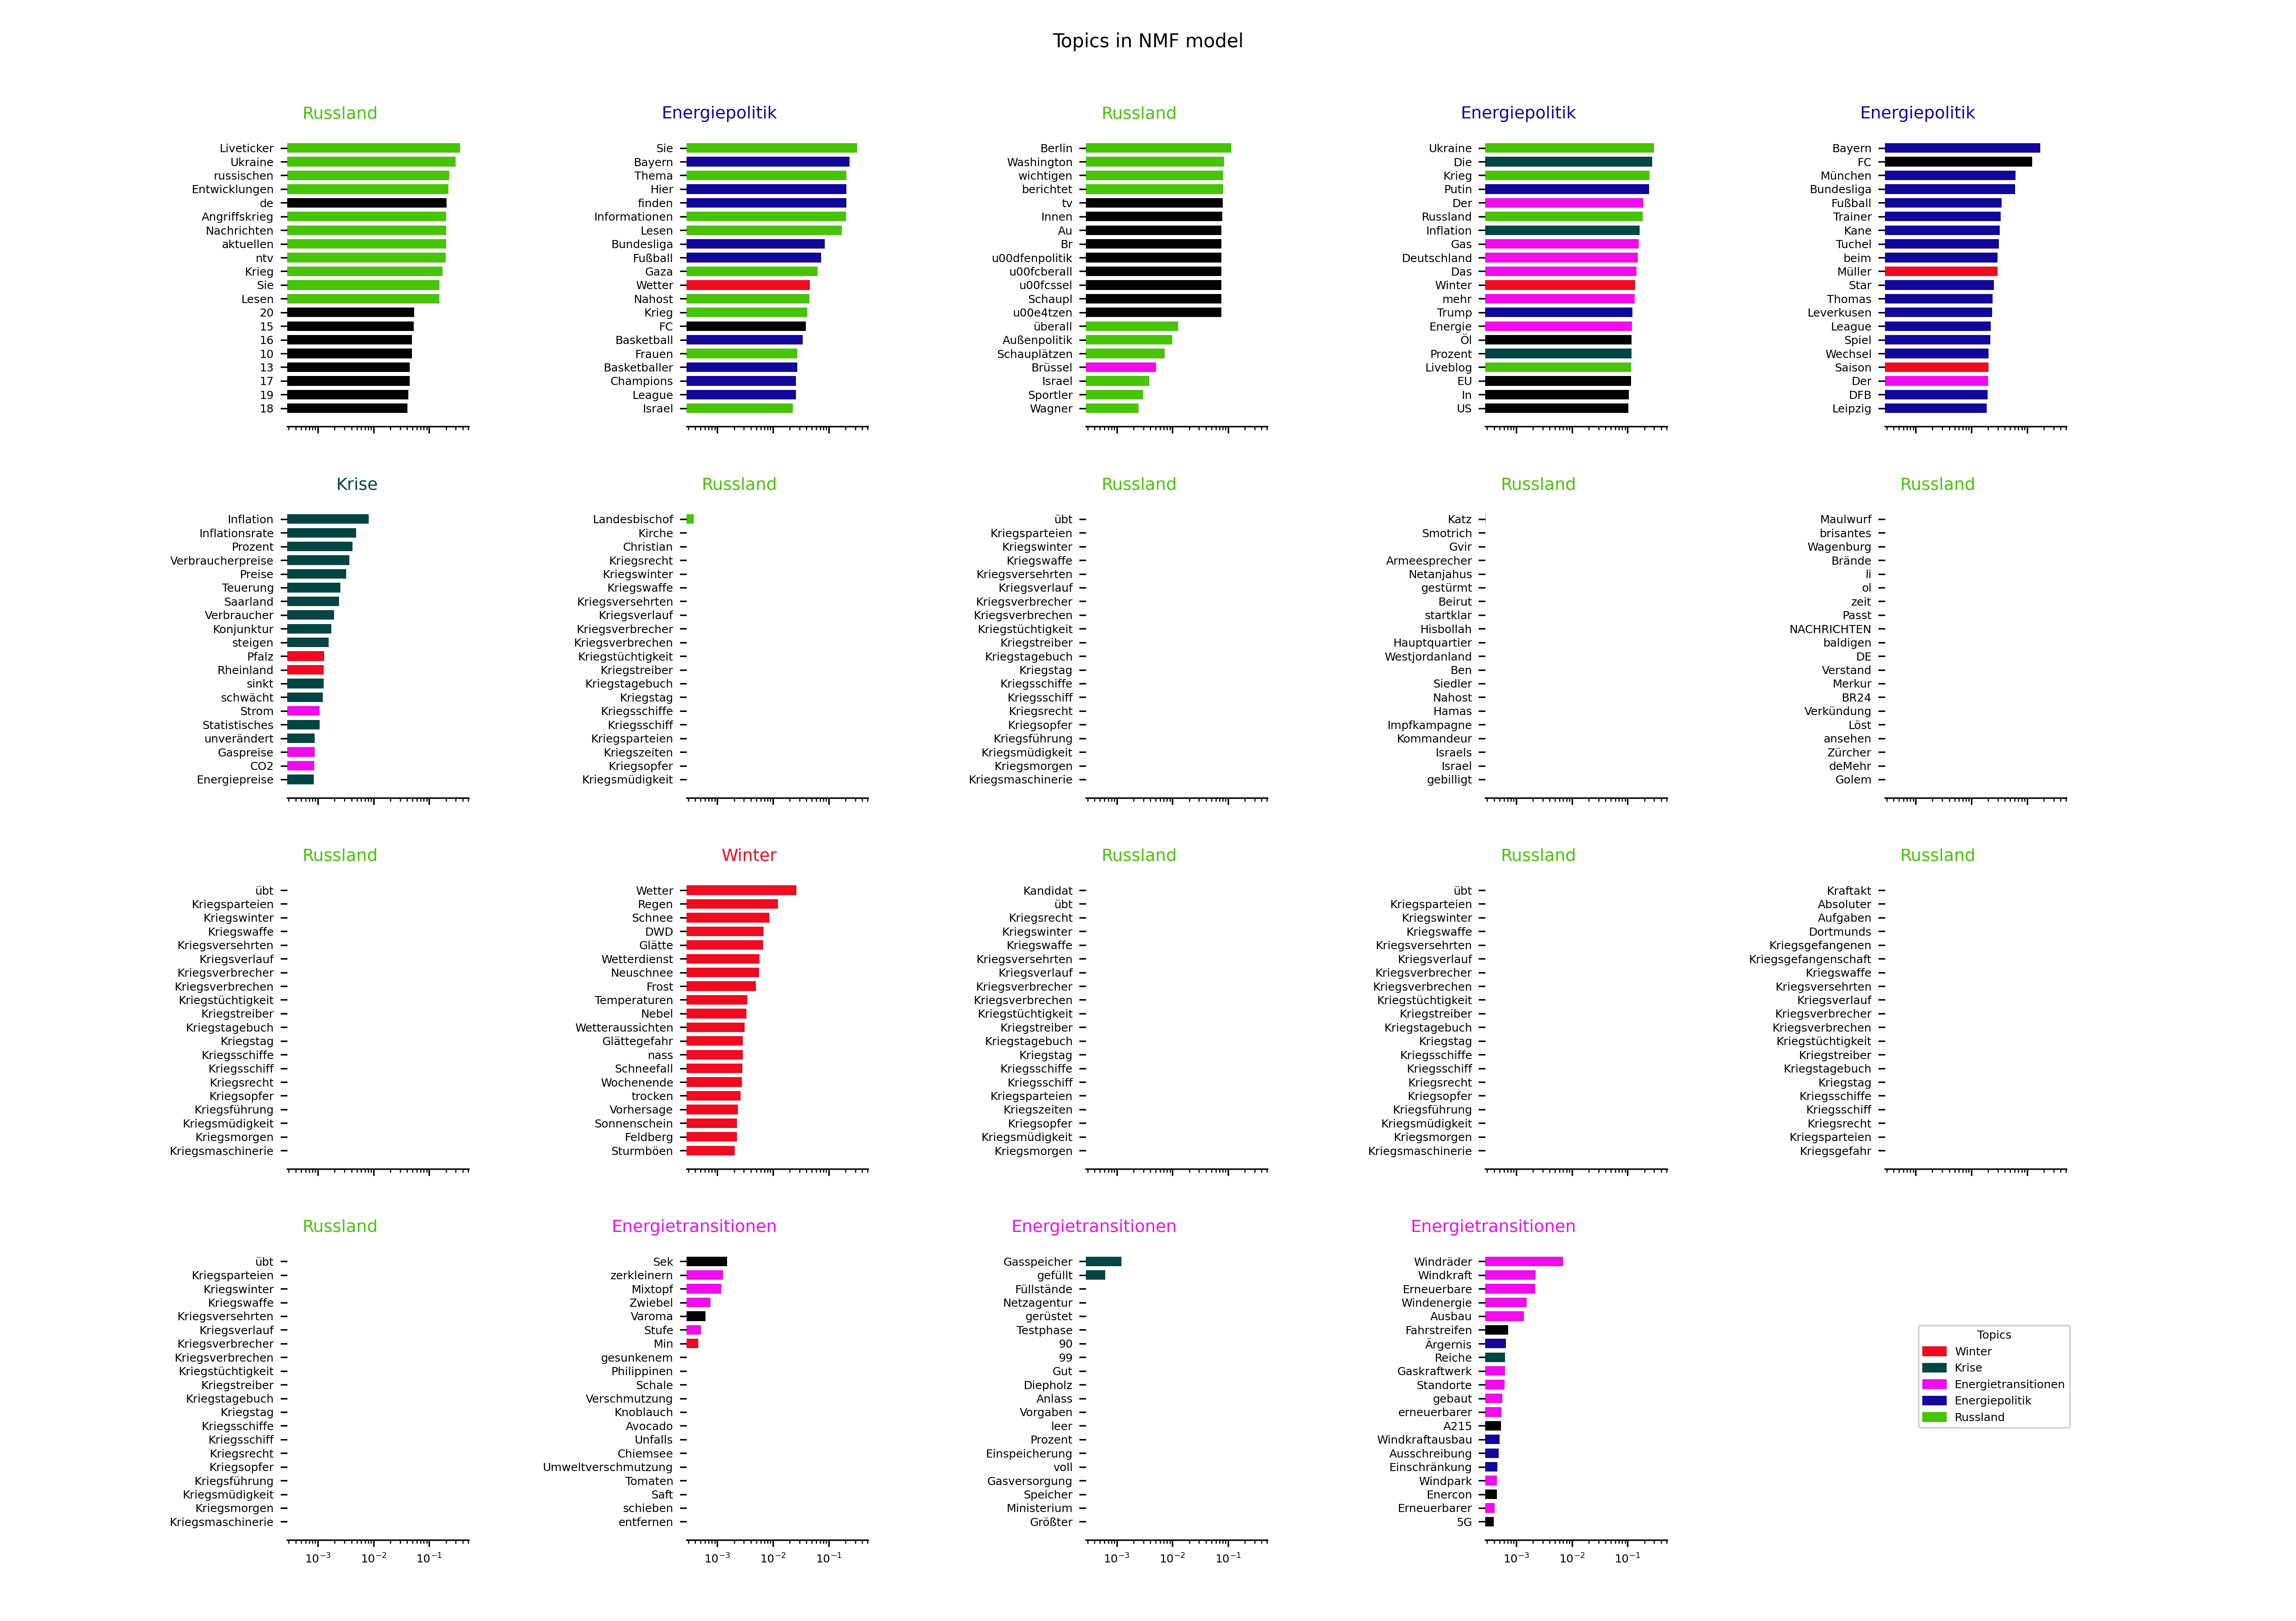 Topics in NMF model
Russland
Liveticker
Ukraine
russischen
Entwicklungen
de
Angriffskrieg
Nachrichten
aktuellen
ntv
Krieg
Sie
Lesen
20
15
16
10
13
17
19
18
Energiepolitik
Sie
Bayern
Thema
Hier
finden
Informationen
Lesen
Bundesliga
Fußball
Gaza
Wetter
Nahost
Krieg
FC
Basketball
Frauen
Basketballer
Champions
League
Israel
Russland
Berlin
Washington
wichtigen
berichtet
tv
Innen
Au
Br
u00dfenpolitik
u00fcberall
u00fcssel
Schaupl
u00e4tzen
überall
Außenpolitik
Schauplätzen
Brüssel
Israel
Sportler
Wagner
Energiepolitik
Ukraine
Die
Krieg
Putin
Der
Russland
Inflation
Gas
Deutschland
Das
Winter
mehr
Trump
Energie
Öl
Prozent
Liveblog
EU
In
US
Energiepolitik
Bayern
FC
München
Bundesliga
Fußball
Trainer
Kane
Tuchel
beim
Müller
Star
Thomas
Leverkusen
League
Spiel
Wechsel
Saison
Der
DFB
Leipzig
Krise
Inflation
Inflationsrate
Prozent
Verbraucherpreise
Preise
Teuerung
Saarland
Verbraucher
Konjunktur
steigen
Pfalz
Rheinland
sinkt
schwächt
Strom
Statistisches
unverändert
Gaspreise
CO2
Energiepreise
Russland
Landesbischof
Kirche
Christian
Kriegsrecht
Kriegswinter
Kriegswaffe
Kriegsversehrten
Kriegsverlauf
Kriegsverbrecher
Kriegsverbrechen
Kriegstüchtigkeit
Kriegstreiber
Kriegstagebuch
Kriegstag
Kriegsschiffe
Kriegsschiff
Kriegsparteien
Kriegszeiten
Kriegsopfer
Kriegsmüdigkeit
Russland
übt
Kriegsparteien
Kriegswinter
Kriegswaffe
Kriegsversehrten
Kriegsverlauf
Kriegsverbrecher
Kriegsverbrechen
Kriegstüchtigkeit
Kriegstreiber
Kriegstagebuch
Kriegstag
Kriegsschiffe
Kriegsschiff
Kriegsrecht
Kriegsopfer
Kriegsführung
Kriegsmüdigkeit
Kriegsmorgen
Kriegsmaschinerie
Russland
Katz
Smotrich
Gvir
Armeesprecher
Netanjahus
gestürmt
Beirut
startklar
Hisbollah
Hauptquartier
Westjordanland
Ben
Siedler
Nahost
Hamas
Impfkampagne
Kommandeur
Israels
Israel
gebilligt
Russland
Maulwurf
brisantes
Wagenburg
Brände
li
ol
zeit
Passt
NACHRICHTEN
baldigen
DE
Verstand
Merkur
BR24
Verkündung
Löst
ansehen
Zürcher
deMehr
Golem
Russland
übt
Kriegsparteien
Kriegswinter
Kriegswaffe
Kriegsversehrten
Kriegsverlauf
Kriegsverbrecher
Kriegsverbrechen
Kriegstüchtigkeit
Kriegstreiber
Kriegstagebuch
Kriegstag
Kriegsschiffe
Kriegsschiff
Kriegsrecht
Kriegsopfer
Kriegsführung
Kriegsmüdigkeit
Kriegsmorgen
Kriegsmaschinerie
Winter
Wetter
Regen
Schnee
DWD
Glätte
Wetterdienst
Neuschnee
Frost
Temperaturen
Nebel
Wetteraussichten
Glättegefahr
nass
Schneefall
Wochenende
trocken
Vorhersage
Sonnenschein
Feldberg
Sturmböen
Russland
Kandidat
übt
Kriegsrecht
Kriegswinter
Kriegswaffe
Kriegsversehrten
Kriegsverlauf
Kriegsverbrecher
Kriegsverbrechen
Kriegstüchtigkeit
Kriegstreiber
Kriegstagebuch
Kriegstag
Kriegsschiffe
Kriegsschiff
Kriegsparteien
Kriegszeiten
Kriegsopfer
Kriegsmüdigkeit
Kriegsmorgen
Russland
übt
Kriegsparteien
Kriegswinter
Kriegswaffe
Kriegsversehrten
Kriegsverlauf
Kriegsverbrecher
Kriegsverbrechen
Kriegstüchtigkeit
Kriegstreiber
Kriegstagebuch
Kriegstag
Kriegsschiffe
Kriegsschiff
Kriegsrecht
Kriegsopfer
Kriegsführung
Kriegsmüdigkeit
Kriegsmorgen
Kriegsmaschinerie
Russland
Kraftakt
Absoluter
Aufgaben
Dortmunds
Kriegsgefangenen
Kriegsgefangenschaft
Kriegswaffe
Kriegsversehrten
Kriegsverlauf
Kriegsverbrecher
Kriegsverbrechen
Kriegstüchtigkeit
Kriegstreiber
Kriegstagebuch
Kriegstag
Kriegsschiffe
Kriegsschiff
Kriegsrecht
Kriegsparteien
Kriegsgefahr
Russland
übt
Kriegsparteien
Kriegswinter
Kriegswaffe
Kriegsversehrten
Kriegsverlauf
Kriegsverbrecher
Kriegsverbrechen
Kriegstüchtigkeit
Kriegstreiber
Kriegstagebuch
Kriegstag
Kriegsschiffe
Kriegsschiff
Kriegsrecht
Kriegsopfer
Kriegsführung
Kriegsmüdigkeit
Kriegsmorgen
Kriegsmaschinerie
10⁻³ 10⁻² 10⁻¹
Energietransitionen
Sek
zerkleinern
Mixtopf
Zwiebel
Varoma
Stufe
Min
gesunkenem
Philippinen
Schale
Verschmutzung
Knoblauch
Avocado
Unfalls
Chiemsee
Umweltverschmutzung
Tomaten
Saft
schieben
entfernen
10⁻³ 10⁻² 10⁻¹
Energietransitionen
Gasspeicher
gefüllt
Füllstände
Netzagentur
gerüstet
Testphase
90
99
Gut
Diepholz
Anlass
Vorgaben
leer
Prozent
Einspeicherung
voll
Gasversorgung
Speicher
Ministerium
Größter
10⁻³ 10⁻² 10⁻¹
Energietransitionen
Windräder
Windkraft
Erneuerbare
Windenergie
Ausbau
Fahrstreifen
Ärgernis
Reiche
Gaskraftwerk
Standorte
gebaut
erneuerbarer
A215
Windkraftausbau
Ausschreibung
Einschränkung
Windpark
Enercon
Erneuerbarer
5G
10⁻³ 10⁻² 10⁻¹
Topics
Winter
Krise
Energietransitionen
Energiepolitik
Russland